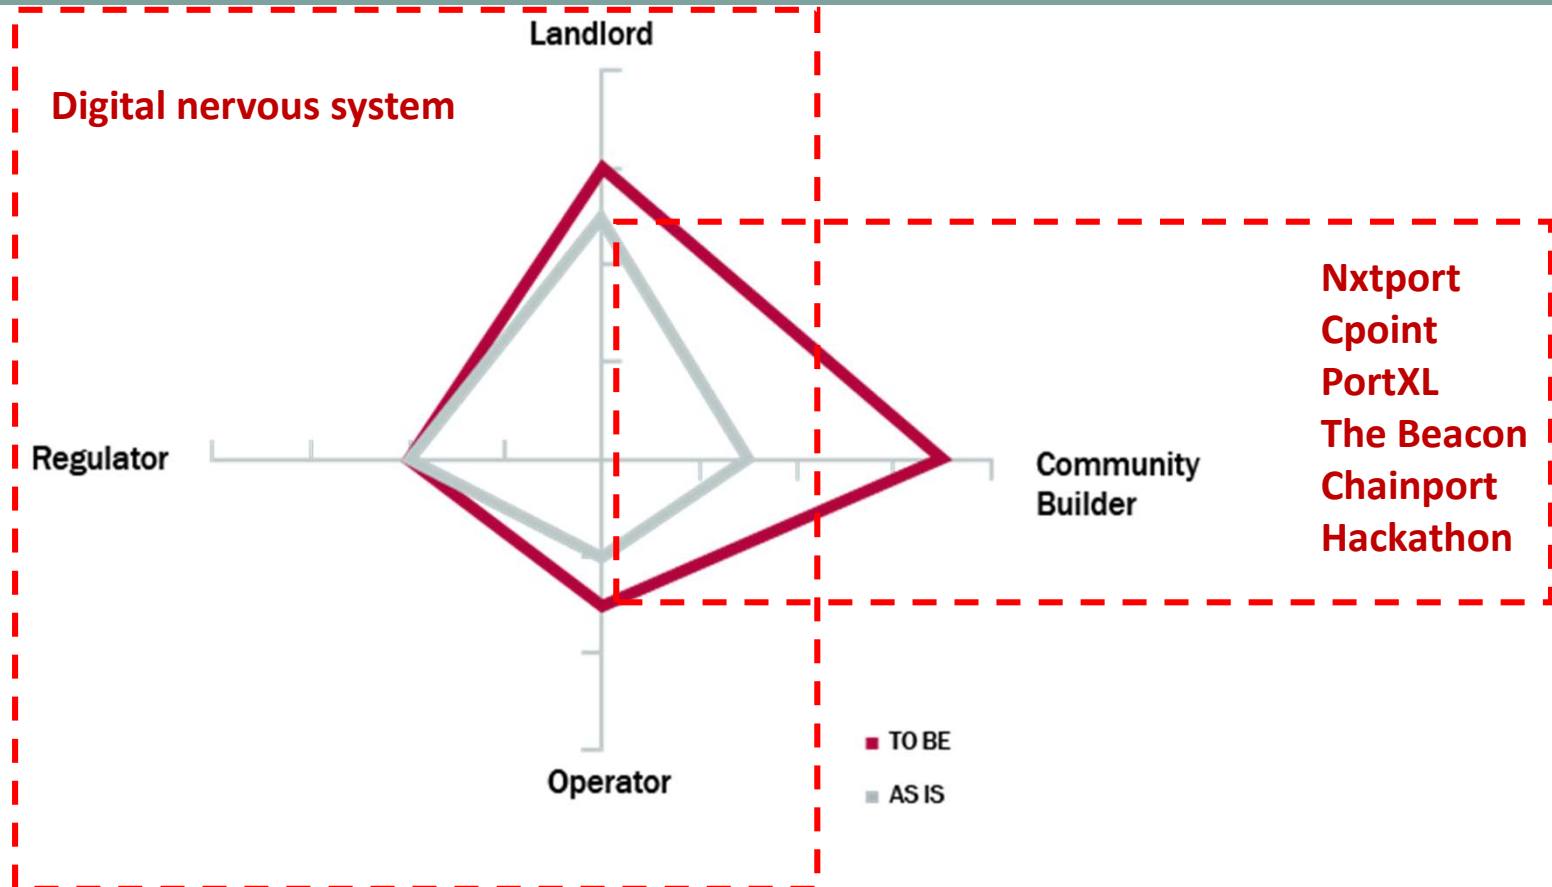 Landlord
Digital nervous system
Nxtport
Cpoint
PortXL
The Beacon
Chainport
Hackathon
Regulator
Community
Builder
TO BE
AS IS
Operator